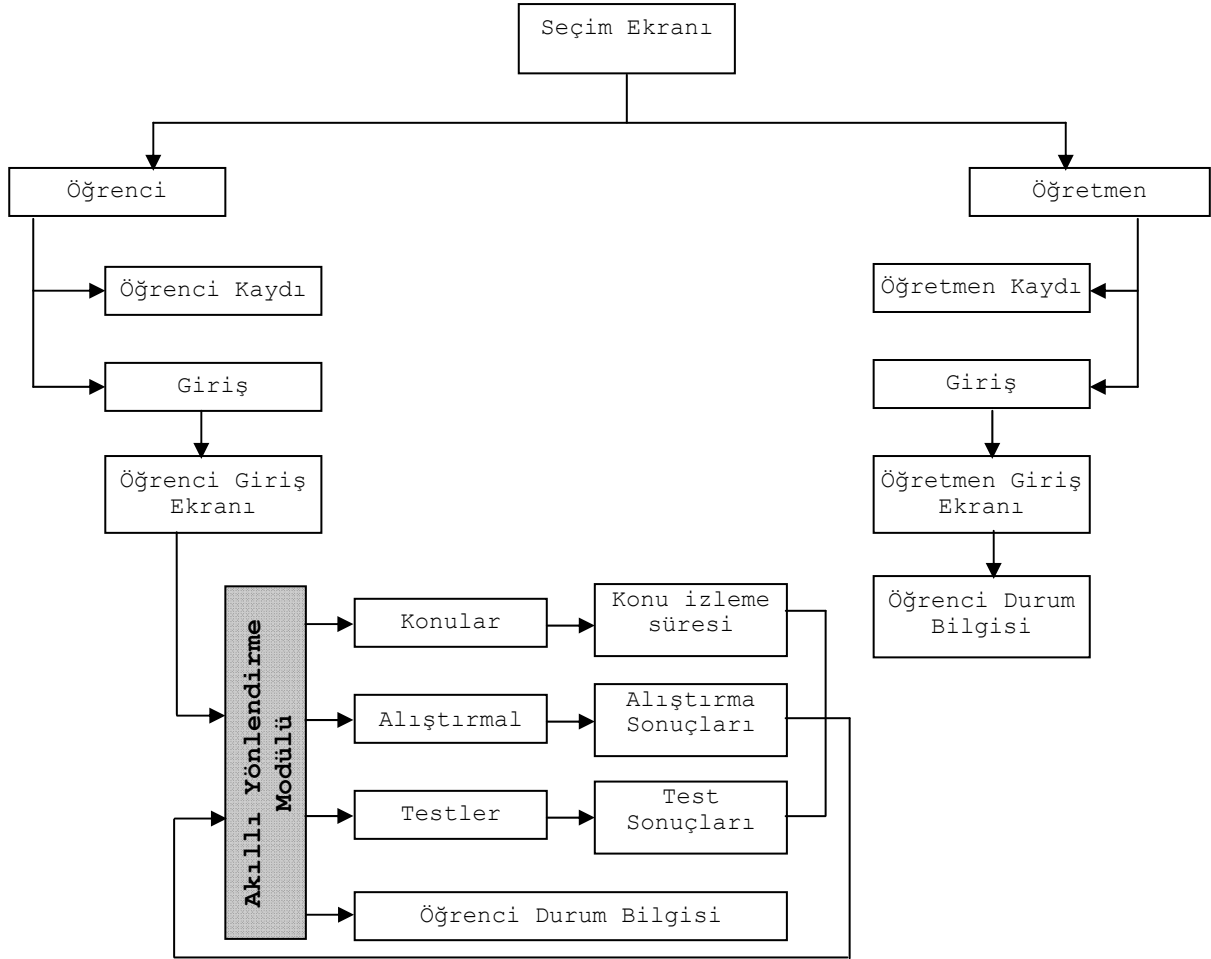 Seçim Ekranı
Öğrenci
Öğretmen
Öğrenci Kaydı
Öğretmen Kaydı
Giriş
Giriş
Öğrenci Giriş
Ekranı
Öğretmen Giriş
Ekranı
Akıllı Yönlendirme
Modülü
Konular
Konu izleme
süresi
Öğrenci Durum
Bilgisi
Alıştırmal
Alıştırma
Sonuçları
Testler
Test
Sonuçları
Öğrenci Durum Bilgisi